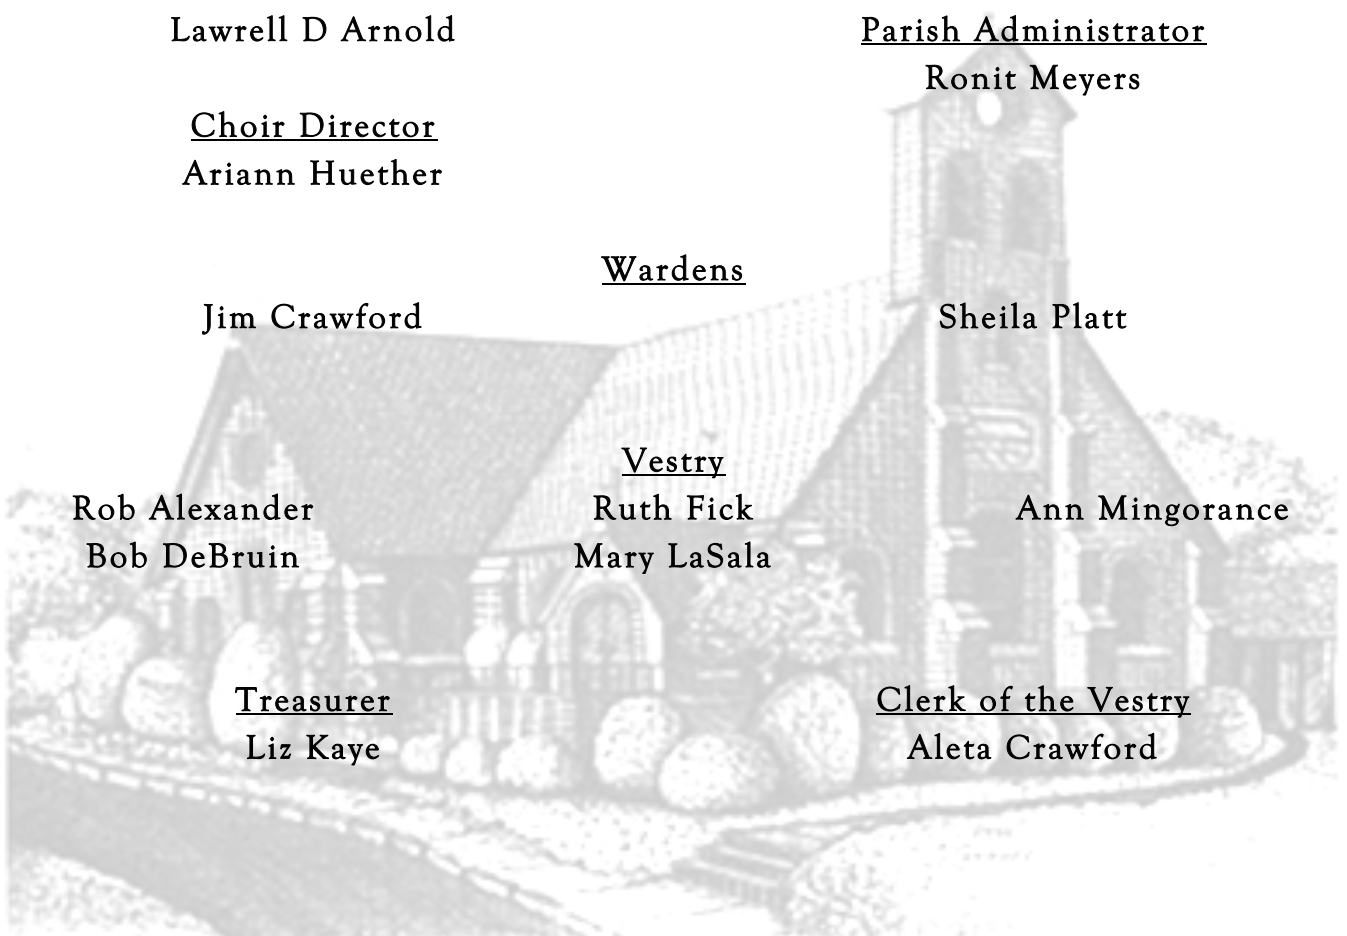 Lawrell D Arnold
Parish Administrator
Ronit Meyers
Choir Director
Ariann Huether
Wardens
Jim Crawford Sheila Platt
Vestry
Rob Alexander Ruth Fick Ann Mingorance
Bob DeBruin Mary LaSala
Treasurer Clerk of the Vestry
Liz Kaye Aleta Crawford